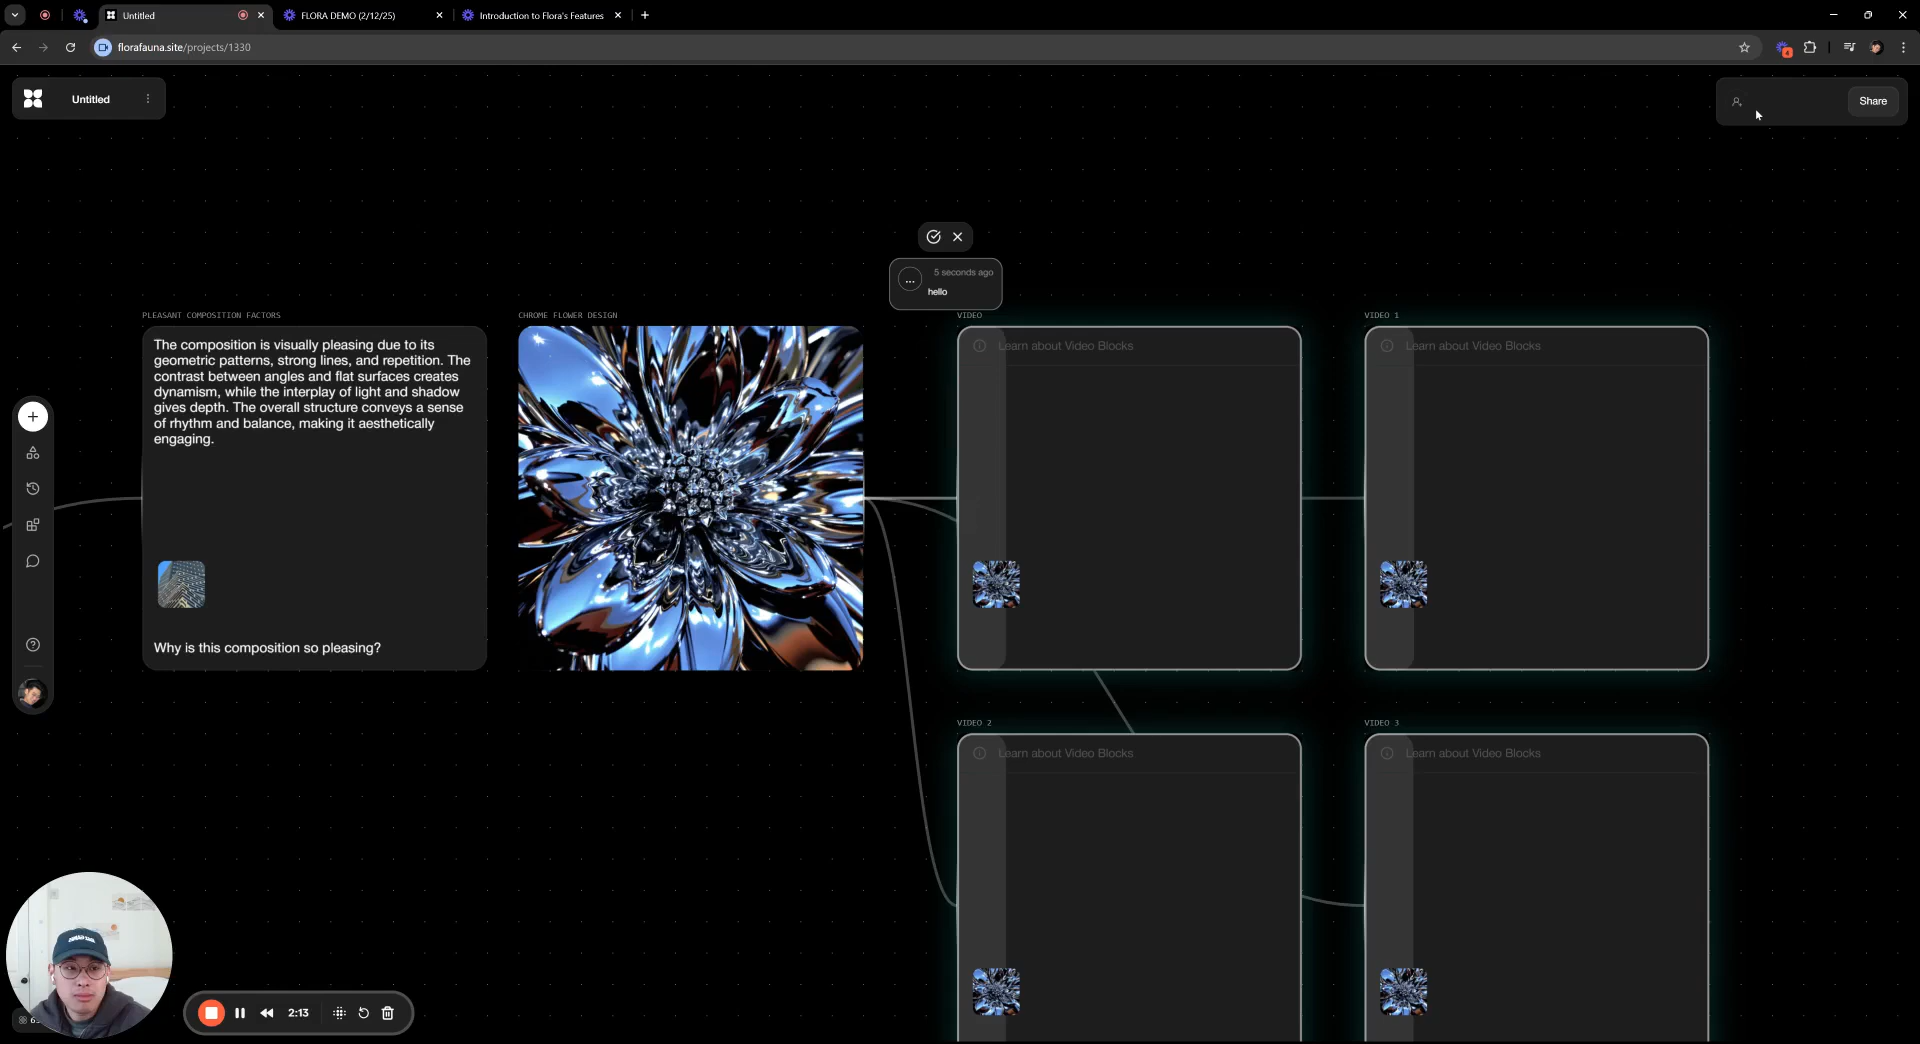 Untitled
FLORA DEMO (2/12/25)
Introduction to Flora's Features
florafauna.site/projects/1330
4
Untitled
Share
5 seconds ago
hello
PLEASANT COMPOSITION FACTORS
The composition is visually pleasing due to its
geometric patterns, strong lines, and repetition. The
contrast between angles and flat surfaces creates
dynamism, while the interplay of light and shadow
gives depth. The overall structure conveys a sense
of rhythm and balance, making it aesthetically
engaging.
Why is this composition so pleasing?
CHROME FLOWER DESIGN
VIDEO
Learn about Video Blocks
VIDEO 1
Learn about Video Blocks
VIDEO 2
Learn about Video Blocks
VIDEO 3
Learn about Video Blocks
2:13